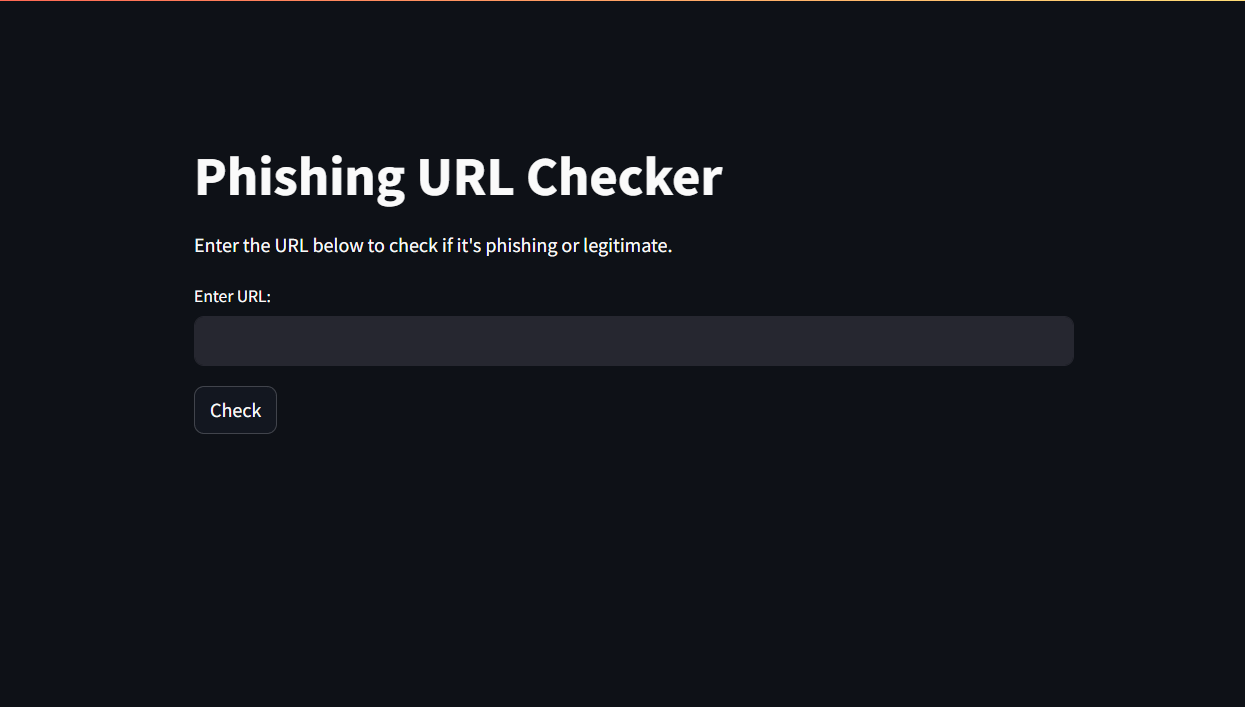 Phishing URL Checker
Enter the URL below to check if it's phishing or legitimate.
Enter URL:
Check